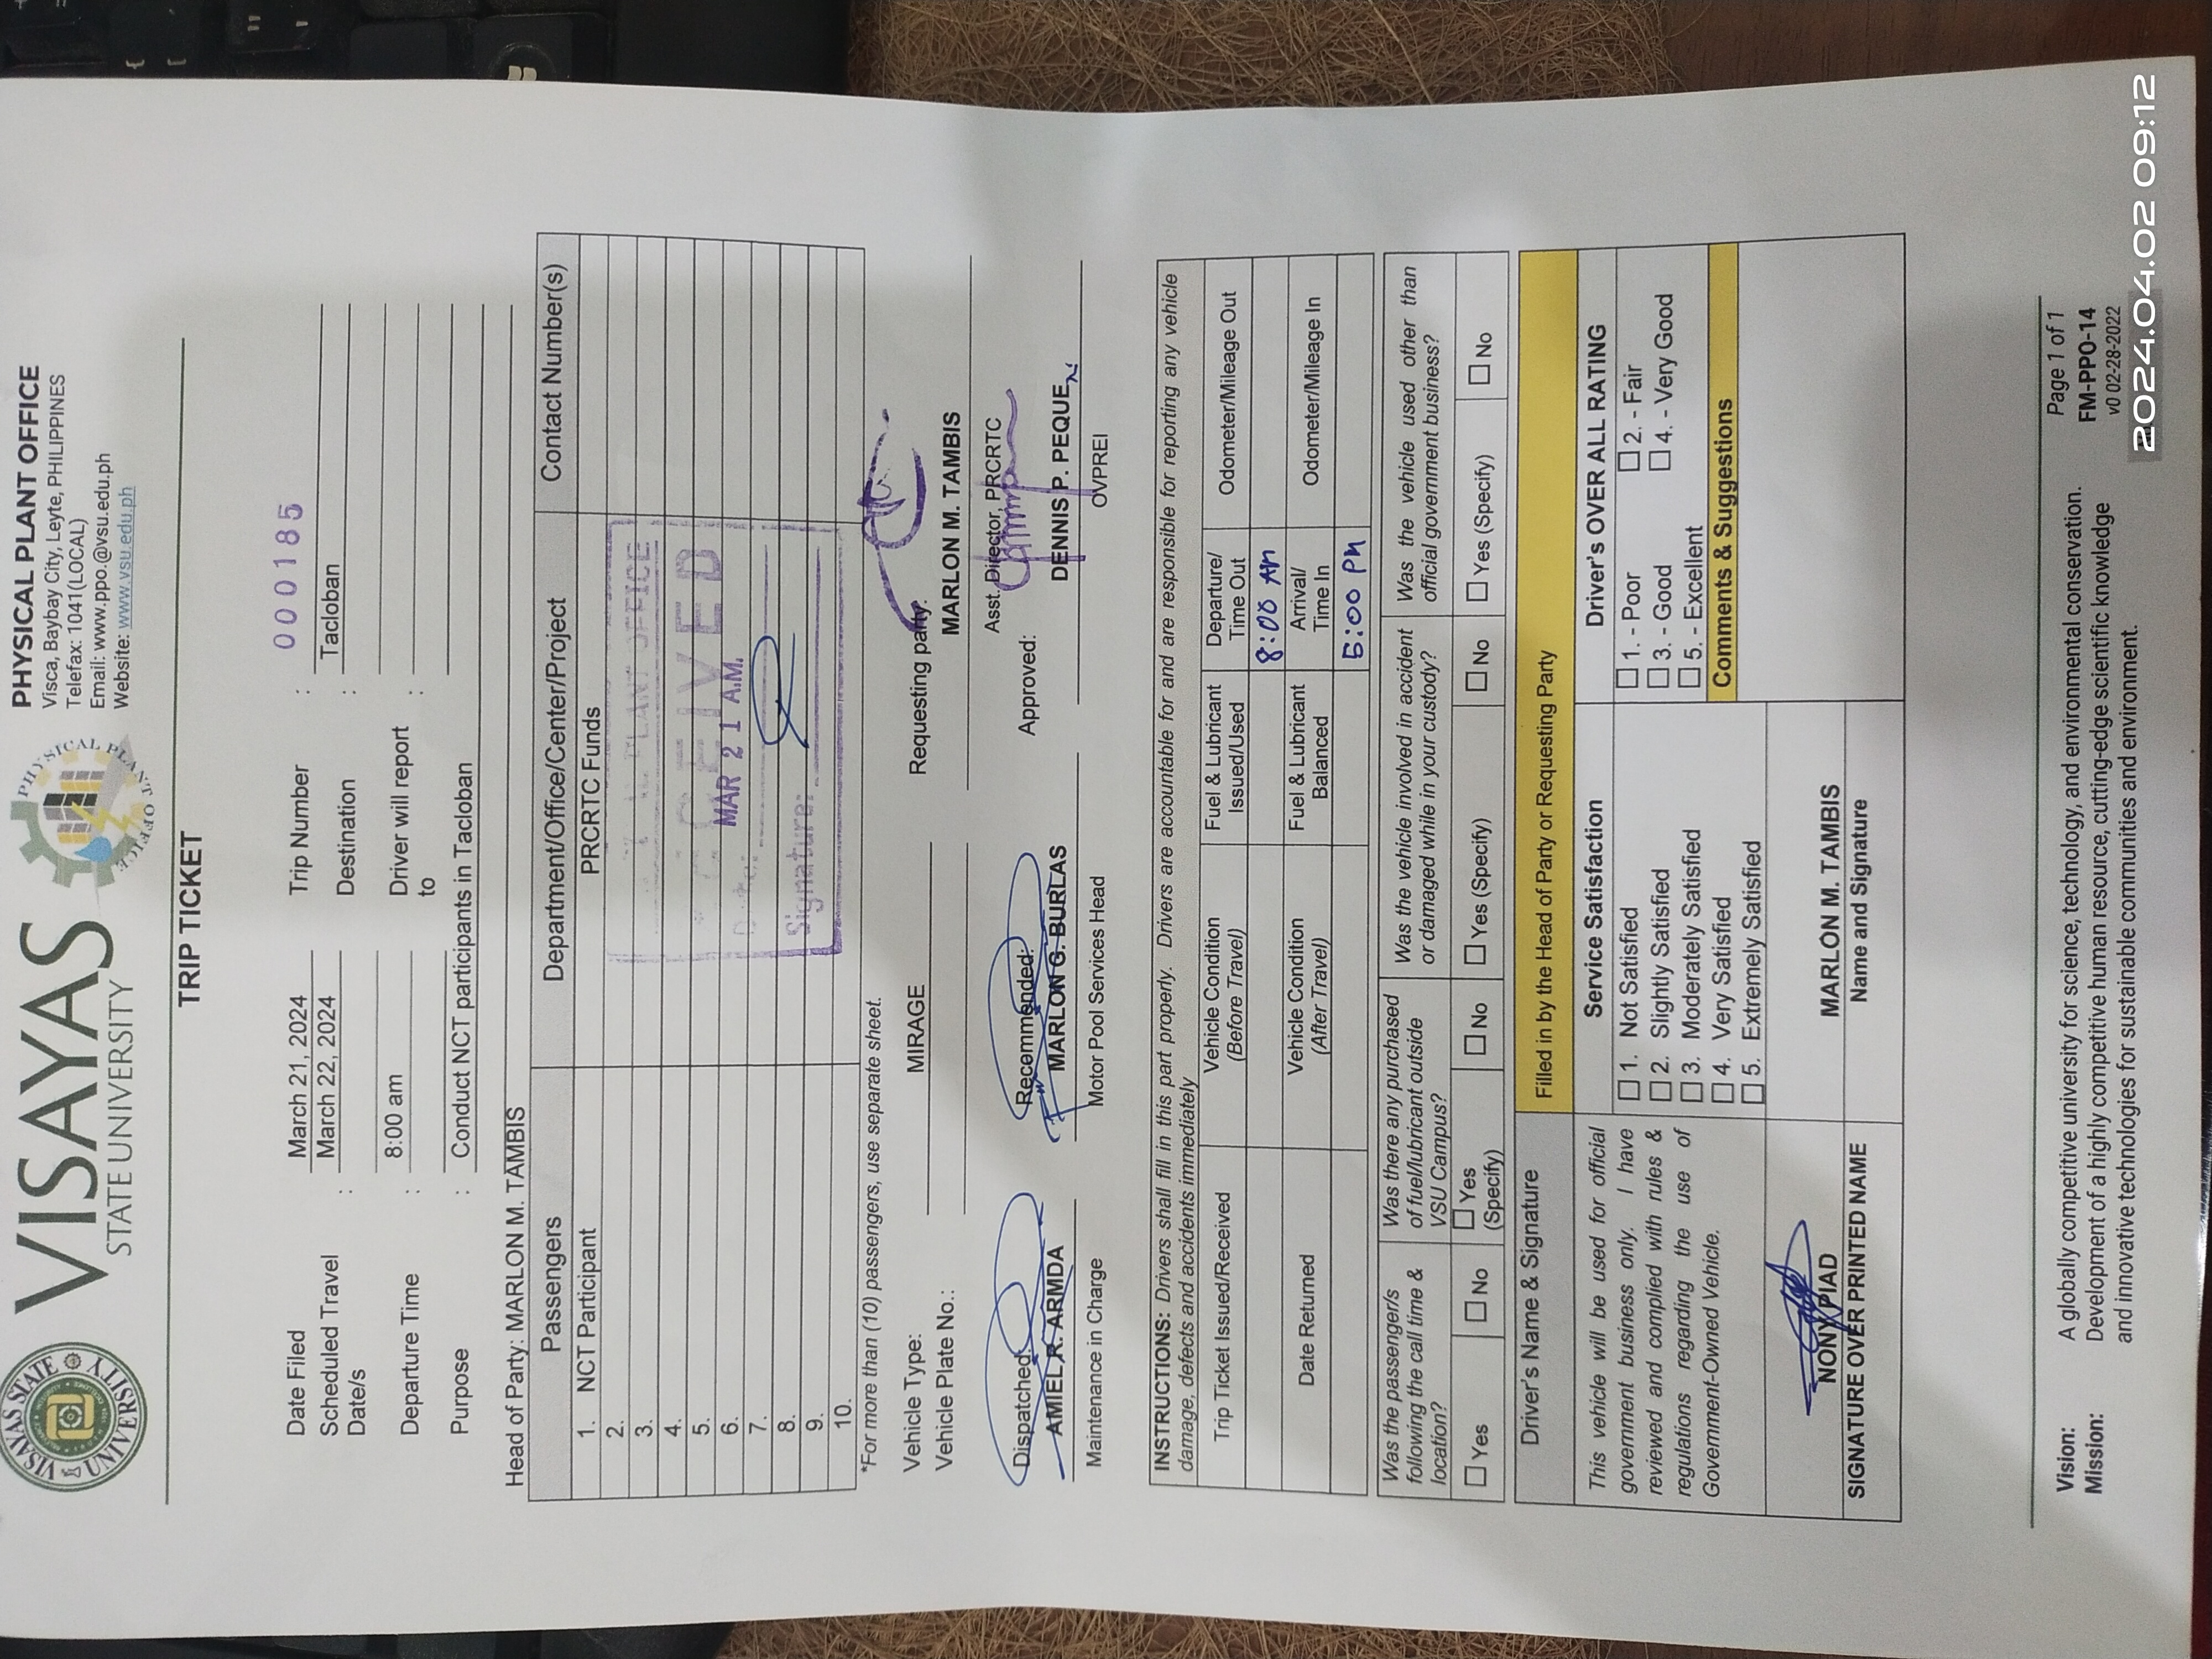 VISAYAS
STATE UNIVERSITY
VISAYAS STATE UNIVERSITY
PHYSICAL PLANT OFFICE
PHYSICAL PLANT OFFICE
Visca, Baybay City, Leyte, PHILIPPINES
Telefax: 1041(LOCAL)
Email: www.ppo.@vsu.edu.ph
Website: www.vsu.edu.ph
TRIP TICKET
Date Filed March 21, 2024 Trip Number : 000185
Scheduled Travel Date/s : March 22, 2024 Destination : Tacloban
Departure Time : 8:00 am Driver will report to :
Purpose : Conduct NCT participants in Tacloban
Head of Party: MARLON M. TAMBIS
Passengers Department/Office/Center/Project Contact Number(s)
1. NCT Participant PRCRTC Funds
2.
3. PLANT OFFICE
4.
5. RECEIVED
6. MAR 21 A.M.
7.
8. Signature:
9.
10.
*For more than (10) passengers, use separate sheet.
Vehicle Type: MIRAGE Requesting party:
Vehicle Plate No.: MARLON M. TAMBIS
Asst. Director, PRCRTC
Dispatched: Recommended: Approved:
AMIEL R. ARMDA MARLON G. BURLAS DENNIS P. PEQUE
Maintenance in Charge Motor Pool Services Head OVPREI
INSTRUCTIONS: Drivers shall fill in this part properly. Drivers are accountable for and are responsible for reporting any vehicle
damage, defects and accidents immediately
Trip Ticket Issued/Received Vehicle Condition (Before Travel) Fuel & Lubricant Issued/Used Departure/ Time Out Odometer/Mileage Out
8:00 AM
Date Returned Vehicle Condition (After Travel) Fuel & Lubricant Balanced Arrival/ Time In Odometer/Mileage In
5:00 PM
Was the passenger/s following the call time & location?
☐ Yes ☐ No
Was there any purchased of fuel/lubricant outside VSU Campus?
☐ Yes (Specify) ☐ No
Was the vehicle involved in accident or damaged while in your custody?
☐ Yes (Specify) ☐ No
Was the vehicle used other than official government business?
☐ Yes (Specify) ☐ No
Driver's Name & Signature
This vehicle will be used for official
government business only. I have
reviewed and complied with rules &
regulations regarding the use of
Government-Owned Vehicle.
NONY PIAD
SIGNATURE OVER PRINTED NAME
Filled in by the Head of Party or Requesting Party
Service Satisfaction
☐ 1. Not Satisfied
☐ 2. Slightly Satisfied
☐ 3. Moderately Satisfied
☐ 4. Very Satisfied
☐ 5. Extremely Satisfied
MARLON M. TAMBIS
Name and Signature
Driver's OVER ALL RATING
☐ 1. - Poor ☐ 2. - Fair
☐ 3. - Good ☐ 4. - Very Good
☐ 5. - Excellent
Comments & Suggestions
Vision: A globally competitive university for science, technology, and environmental conservation.
Mission: Development of a highly competitive human resource, cutting-edge scientific knowledge
and innovative technologies for sustainable communities and environment.
Page 1 of 1
FM-PPO-14
v0 02-28-2022
2024.04.02 09:12